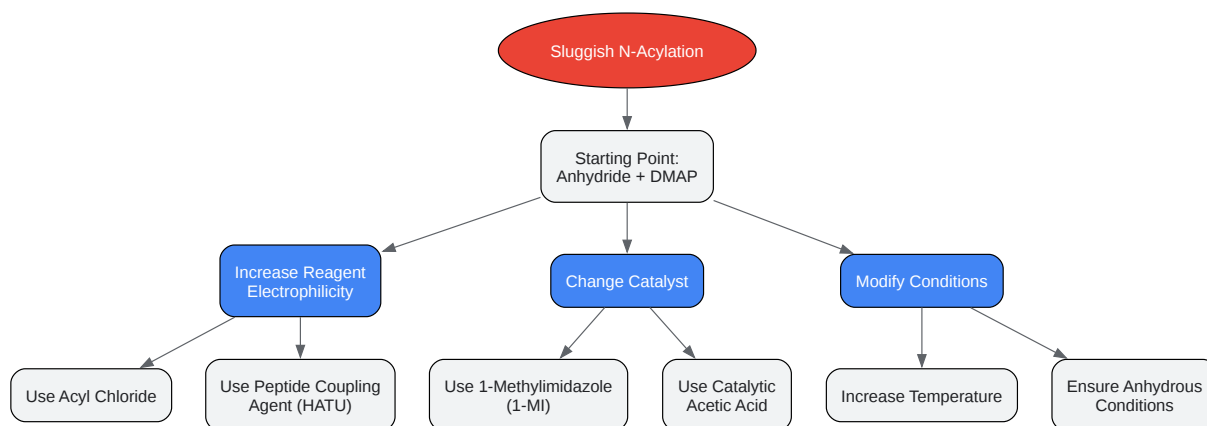 Sluggish N-Acylation
Starting Point:
Anhydride + DMAP
Increase Reagent
Electrophilicity
Change Catalyst
Modify Conditions
Use Acyl Chloride
Use Peptide Coupling
Agent (HATU)
Use 1-Methylimidazole
(1-MI)
Use Catalytic
Acetic Acid
Increase Temperature
Ensure Anhydrous
Conditions